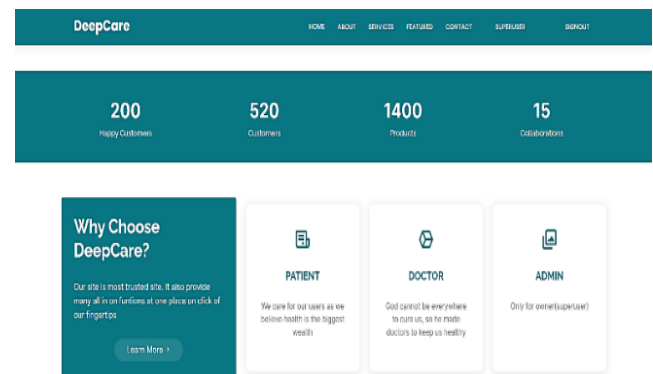 DeepCare
HOME ABOUT SERVICES FEATURED CONTACT SUPERUSER SIGNOUT
200 520 1400 15
Happy Customers Customers Products Collaborations
Why Choose
DeepCare?
Our site is most trusted site. It also provide
many all in on funtions at one place on click of
our fingertips
Learn More >
PATIENT
We care for our users as we
believe health is the biggest
wealth
DOCTOR
God cannot be everywhere
to cure us, so he made
doctors to keep us healthy
ADMIN
Only for owner(superuser)